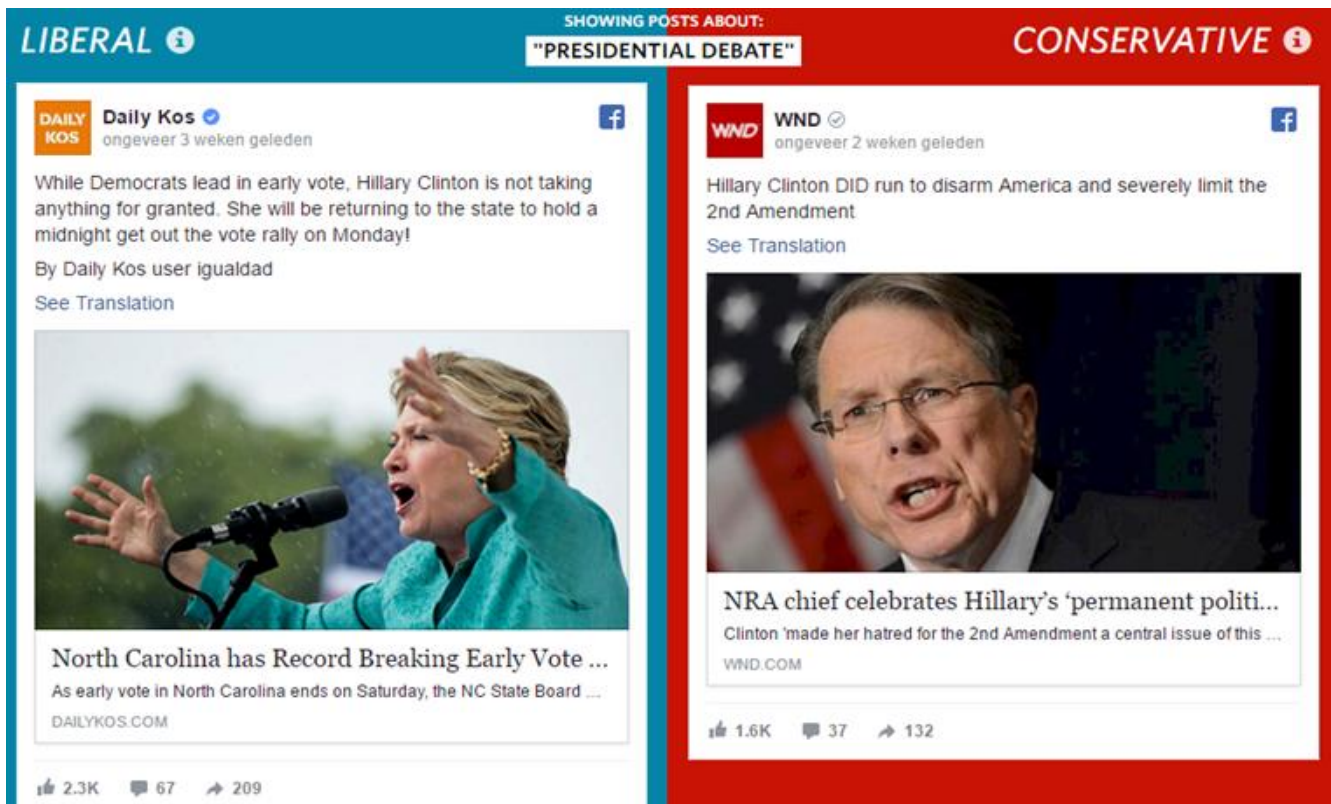 LIBERAL
SHOWING POSTS ABOUT:
"PRESIDENTIAL DEBATE"
CONSERVATIVE
DAILY
KOS
Daily Kos
ongeveer 3 weken geleden
While Democrats lead in early vote, Hillary Clinton is not taking
anything for granted. She will be returning to the state to hold a
midnight get out the vote rally on Monday!
By Daily Kos user igualdad
See Translation
North Carolina has Record Breaking Early Vote ...
As early vote in North Carolina ends on Saturday, the NC State Board ...
DAILYKOS.COM
2.3K 67 209
WND
WND
ongeveer 2 weken geleden
Hillary Clinton DID run to disarm America and severely limit the
2nd Amendment
See Translation
NRA chief celebrates Hillary's 'permanent politi...
Clinton 'made her hatred for the 2nd Amendment a central issue of this ...
WND.COM
1.6K 37 132